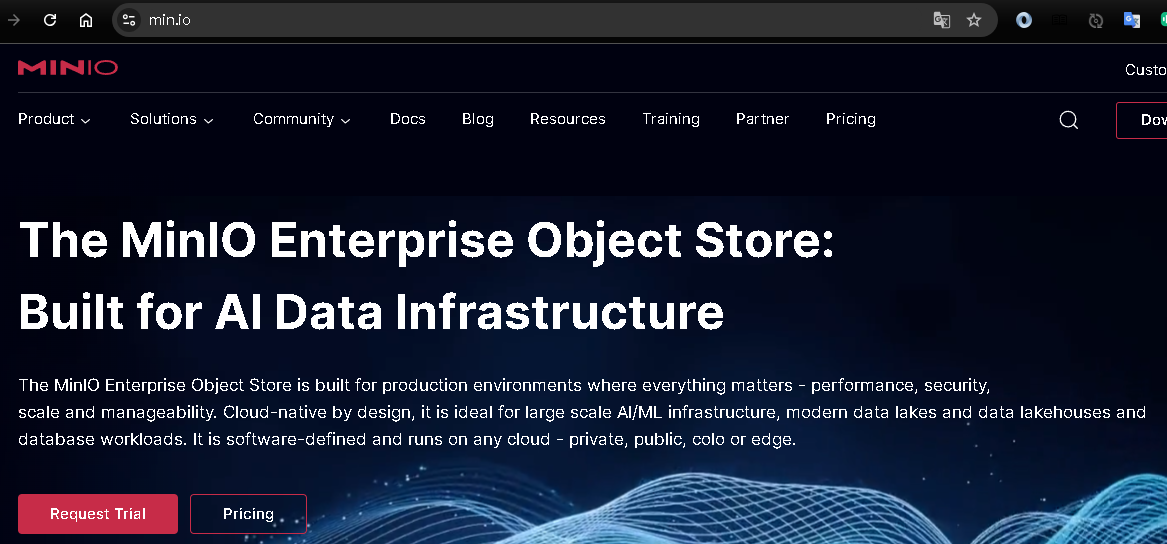 min.io
MINIO
Custo
Product
Solutions
Community
Docs
Blog
Resources
Training
Partner
Pricing
Dow
The MinIO Enterprise Object Store:
Built for AI Data Infrastructure
The MinIO Enterprise Object Store is built for production environments where everything matters - performance, security,
scale and manageability. Cloud-native by design, it is ideal for large scale AI/ML infrastructure, modern data lakes and data lakehouses and
database workloads. It is software-defined and runs on any cloud - private, public, colo or edge.
Request Trial
Pricing